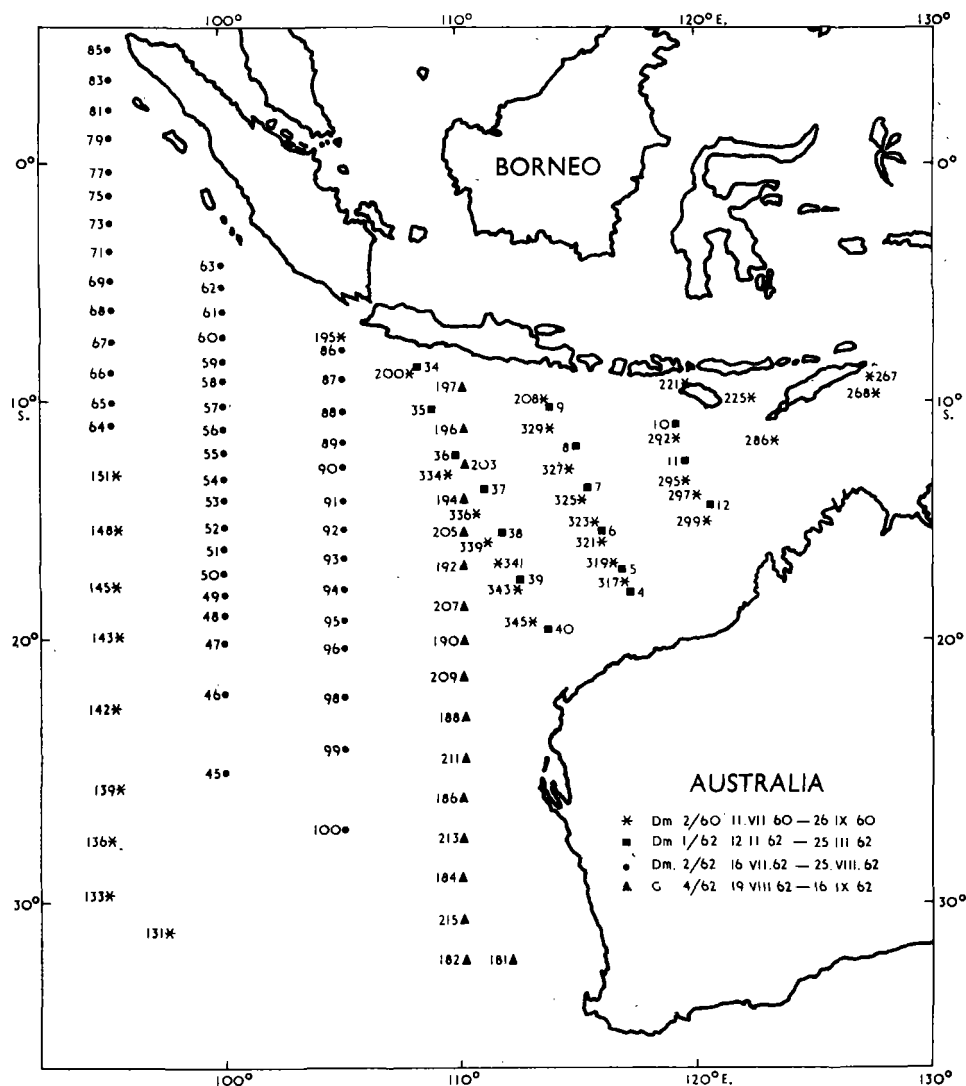 100° 110° 120°E. 130°
85
83
81
79
0° 0°
BORNEO
77
75
73
71
63
69 62
68 61
195
67 60 86
59 34
66 200 267
58 87 197 221
268
65 57 88 35 208 9 225
10° 10°
S. S.
64 56 89 196 329 10
292 286
55 36 203 8
90 334 327 11
151 54 37 7 295
53 91 194 325 297 12
336
148 52 92 205 38 323 6 299
51 339 321
93 192 341 319 5
50 39 317
145 49 94 343 4
48 207
95 345 40
143 47 96 190
20° 20°
209
46 98
142 188
99 211
45
139 186
AUSTRALIA
Dm 2/60 11.VII 60 — 26 IX 60
100 213
136 Dm 1/62 12 II 62 — 25 III 62
Dm. 2/62 16 VII.62 — 25.VIII.62
184 G 4/62 19 VIII 62 — 16 IX 62
133
30° 215 30°
131
182 181
100° 110° 120°E. 130°